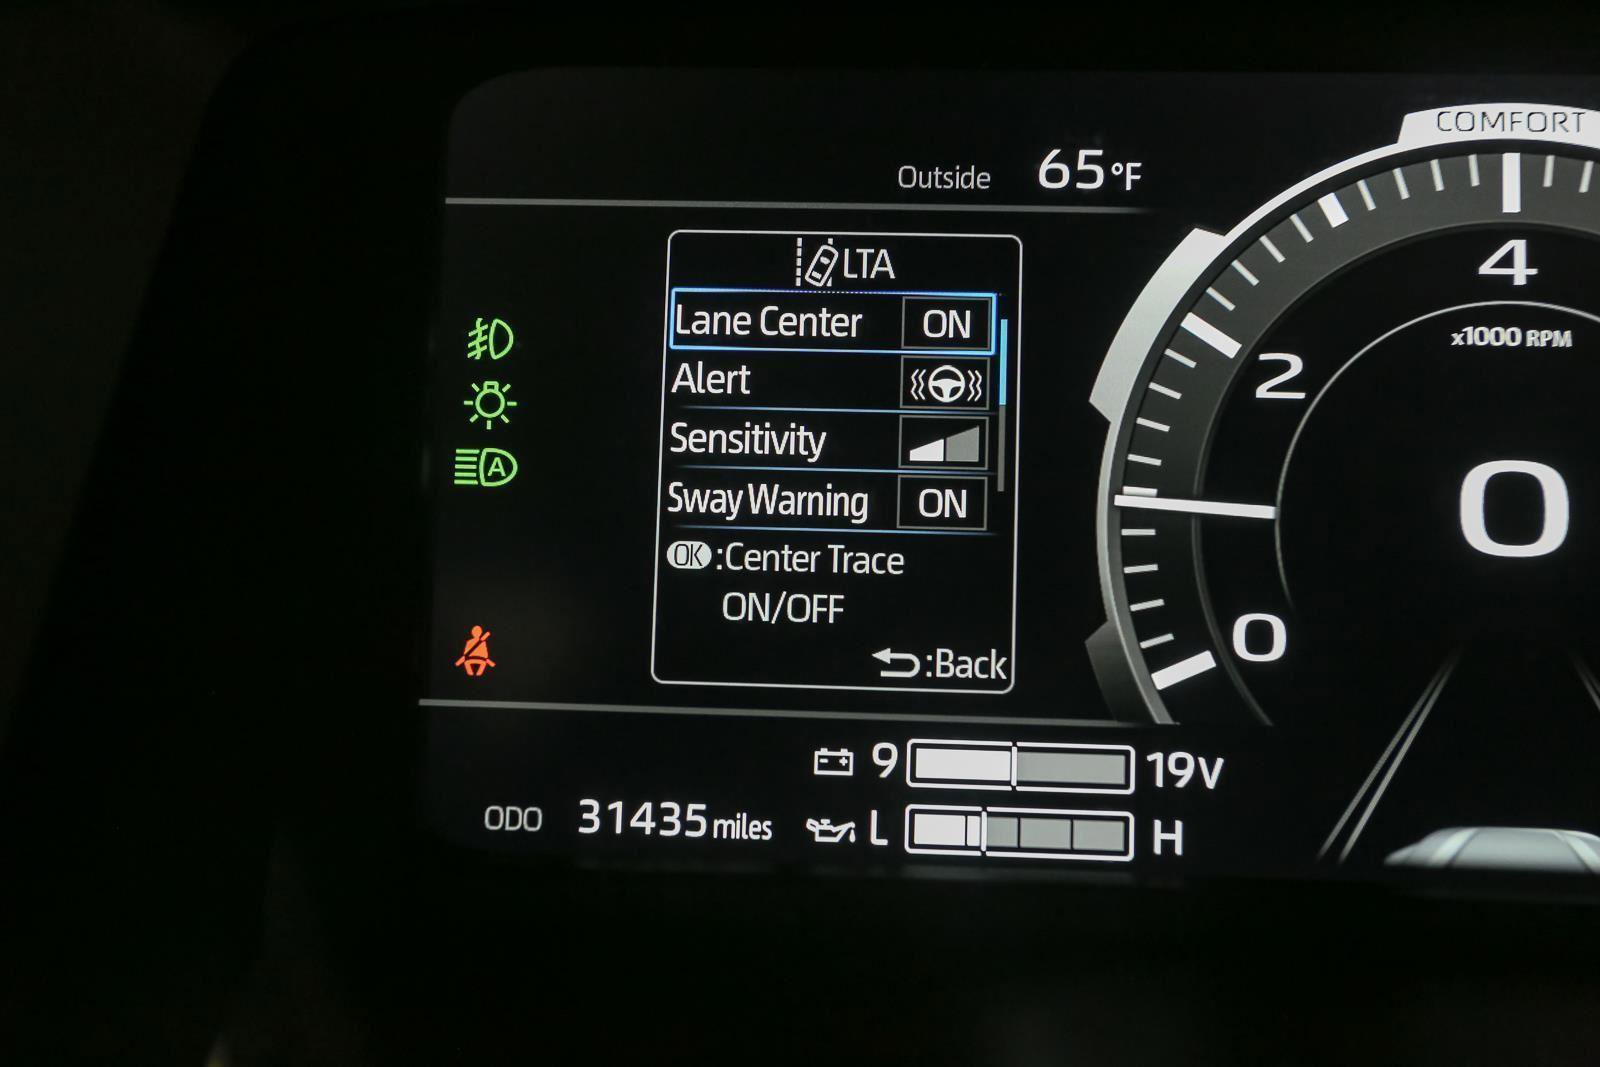 COMFORT
Outside 65°F
LTA
Lane Center ON
Alert
Sensitivity
Sway Warning ON
OK :Center Trace
ON/OFF
:Back
4
x1000 RPM
2
0
0
A
9 19V
ODO 31435 miles
L H